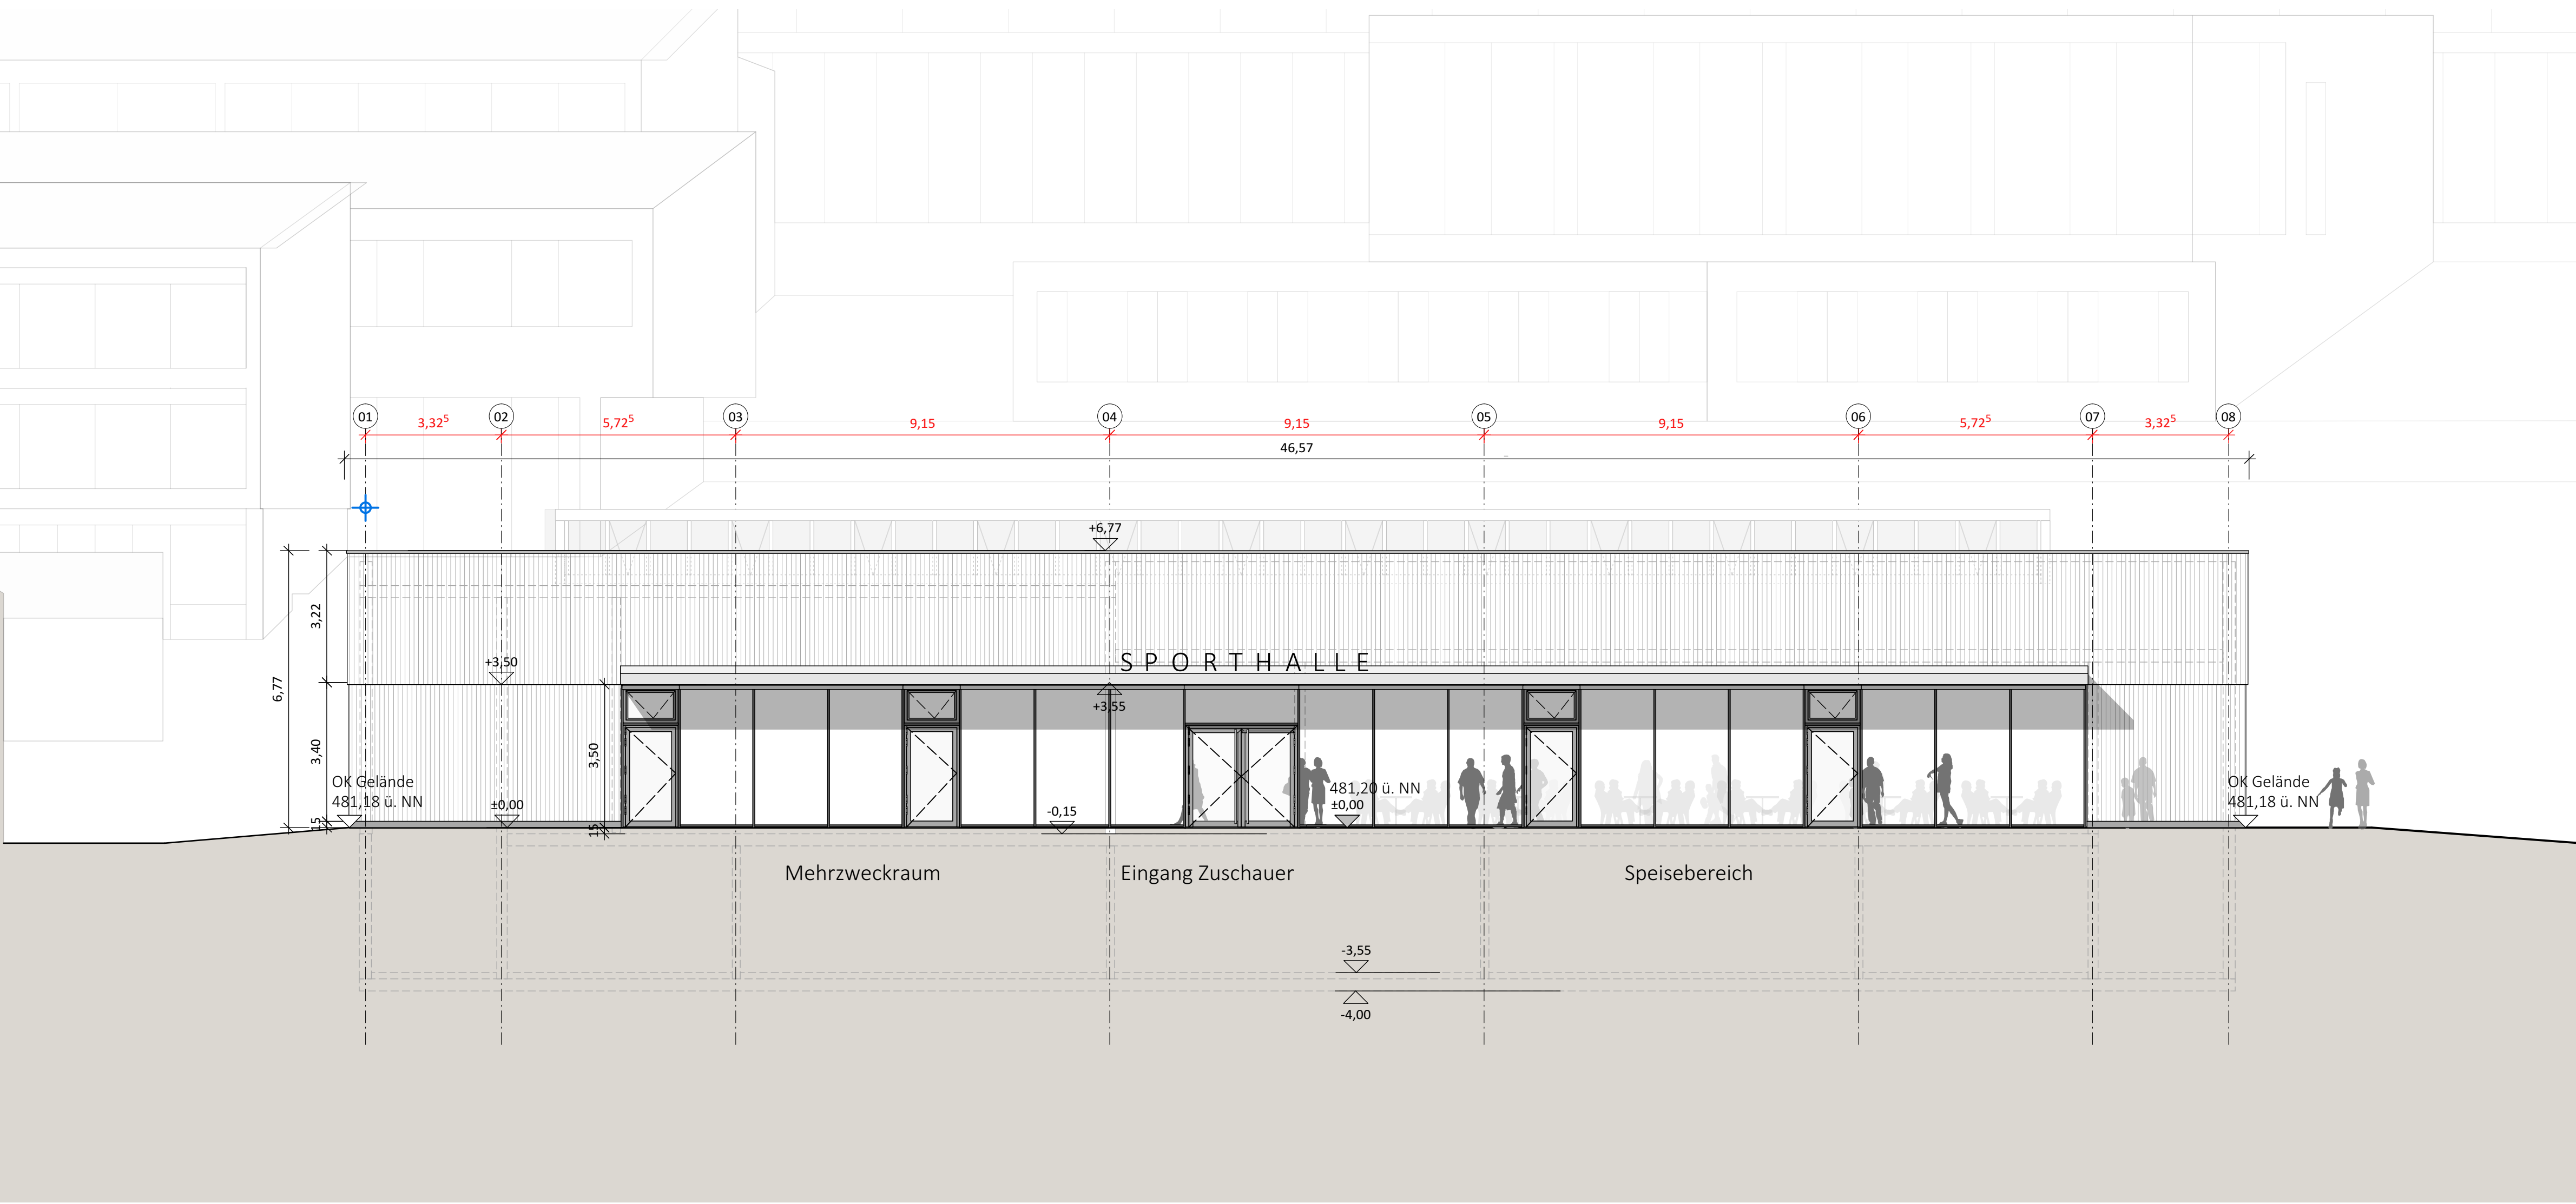 01 02 03 04 05 06 07 08
3,32⁵ 5,72⁵ 9,15 9,15 9,15 5,72⁵ 3,32⁵
46,57
+6,77
3,22
SPORTHALLE
+3,50
6,77
+3,55
3,40
3,50
OK Gelände
481,18 ü. NN
±0,00
-0,15
481,20 ü. NN
±0,00
OK Gelände
481,18 ü. NN
15
15
Mehrzweckraum
Eingang Zuschauer
Speisebereich
-3,55
-4,00